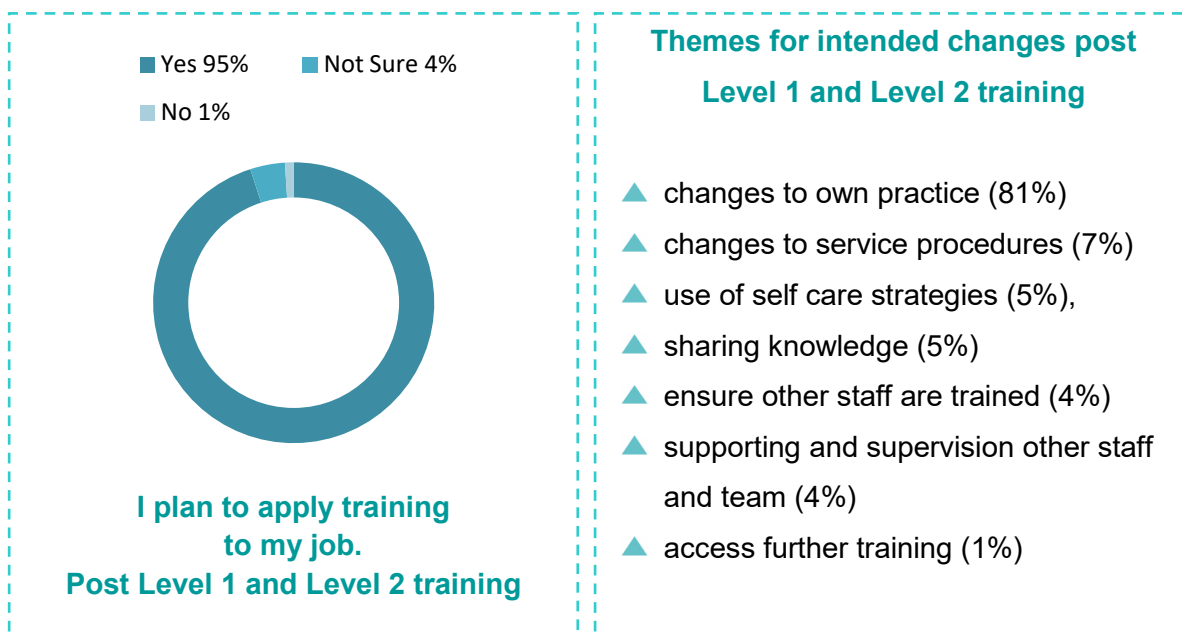 Yes 95% Not Sure 4%
No 1%
I plan to apply training
to my job.
Post Level 1 and Level 2 training
Themes for intended changes post
Level 1 and Level 2 training
changes to own practice (81%)
changes to service procedures (7%)
use of self care strategies (5%),
sharing knowledge (5%)
ensure other staff are trained (4%)
supporting and supervision other staff
and team (4%)
access further training (1%)